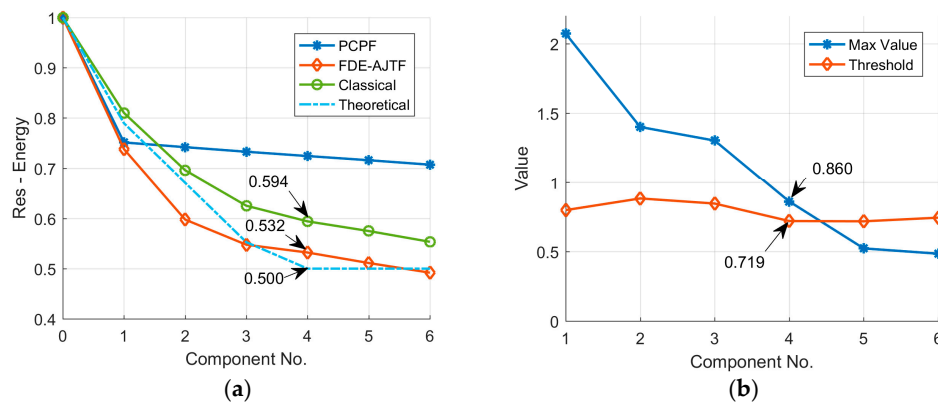 1
0.9
0.8
0.7
0.6
0.5
0.4
Res - Energy
PCPF
FDE-AJTF
Classical
Theoretical
0.594
0.532
0.500
0 1 2 3 4 5 6
Component No.
(a)
2
1.5
1
0.5
0
Value
Max Value
Threshold
0.860
0.719
1 2 3 4 5 6
Component No.
(b)